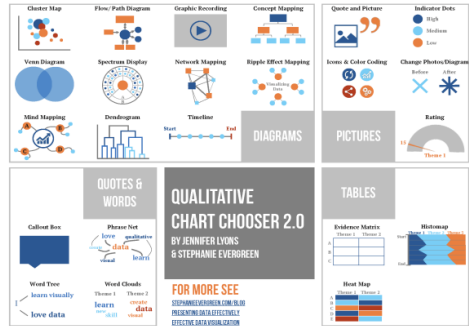 Cluster Map
Flow/ Path Diagram
Graphic Recording
Concept Mapping
Venn Diagram
Spectrum Display
Network Mapping
Ripple Effect Mapping
Visualizing
Data
Mind Mapping
A
B
C
D
Dendrogram
Timeline
Start
End
DIAGRAMS
Quote and Picture
Indicator Dots
High
Medium
Low
Icons & Color Coding
Change Photos/Diagram
Before
After
Rating
Theme 1
PICTURES
QUOTES &
WORDS
Callout Box
Phrase Net
love
qualitative
data
visual
learn
Word Tree
I
learn visually
love data
Word Clouds
Theme 1
Theme 2
learn
love
create
data
visual
QUALITATIVE
CHART CHOOSER 2.0
BY JENNIFER LYONS
& STEPHANIE EVERGREEN
FOR MORE SEE
STEPHANIEEVERGREEN.COM/BLOG
PRESENTING DATA EFFECTIVELY
EFFECTIVE DATA VISUALIZATION
TABLES
Evidence Matrix
Theme 1 Theme 2
A
B
C
Histomap
Theme 1 Theme 2
Heat Map
Theme 1 Theme 2
A
B
C
D
E